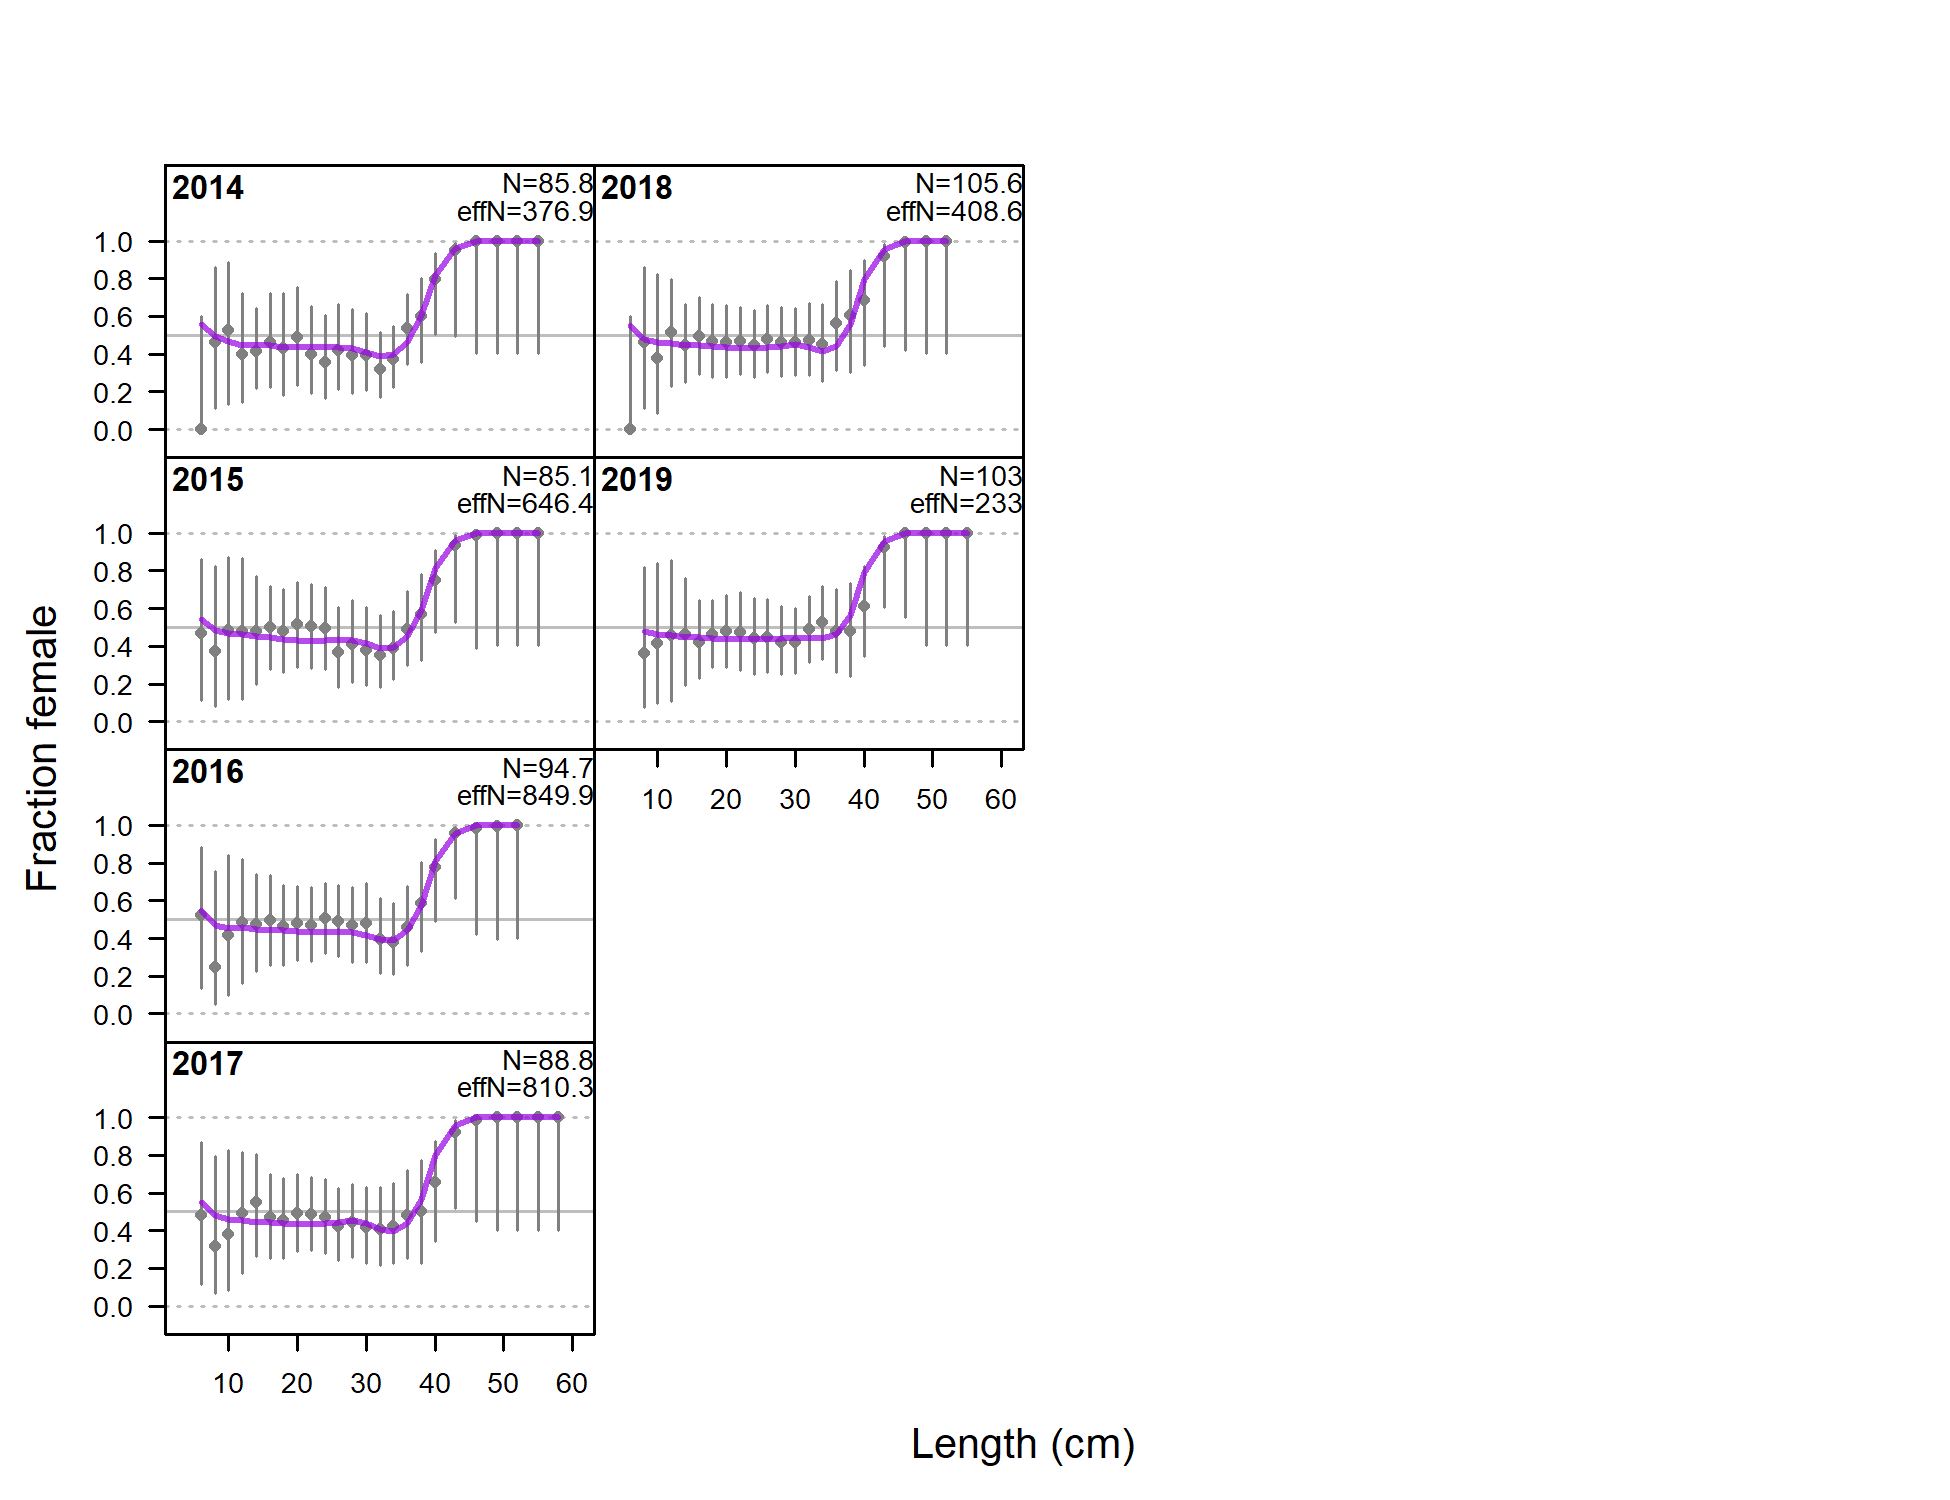 2014
N=85.8
effN=376.9
1.0
0.8
0.6
0.4
0.2
0.0
2018
N=105.6
effN=408.6
2015
N=85.1
effN=646.4
1.0
0.8
0.6
0.4
0.2
0.0
2019
N=103
effN=233
10 20 30 40 50 60
2016
N=94.7
effN=849.9
1.0
0.8
0.6
0.4
0.2
0.0
2017
N=88.8
effN=810.3
1.0
0.8
0.6
0.4
0.2
0.0
10 20 30 40 50 60
Fraction female
Length (cm)